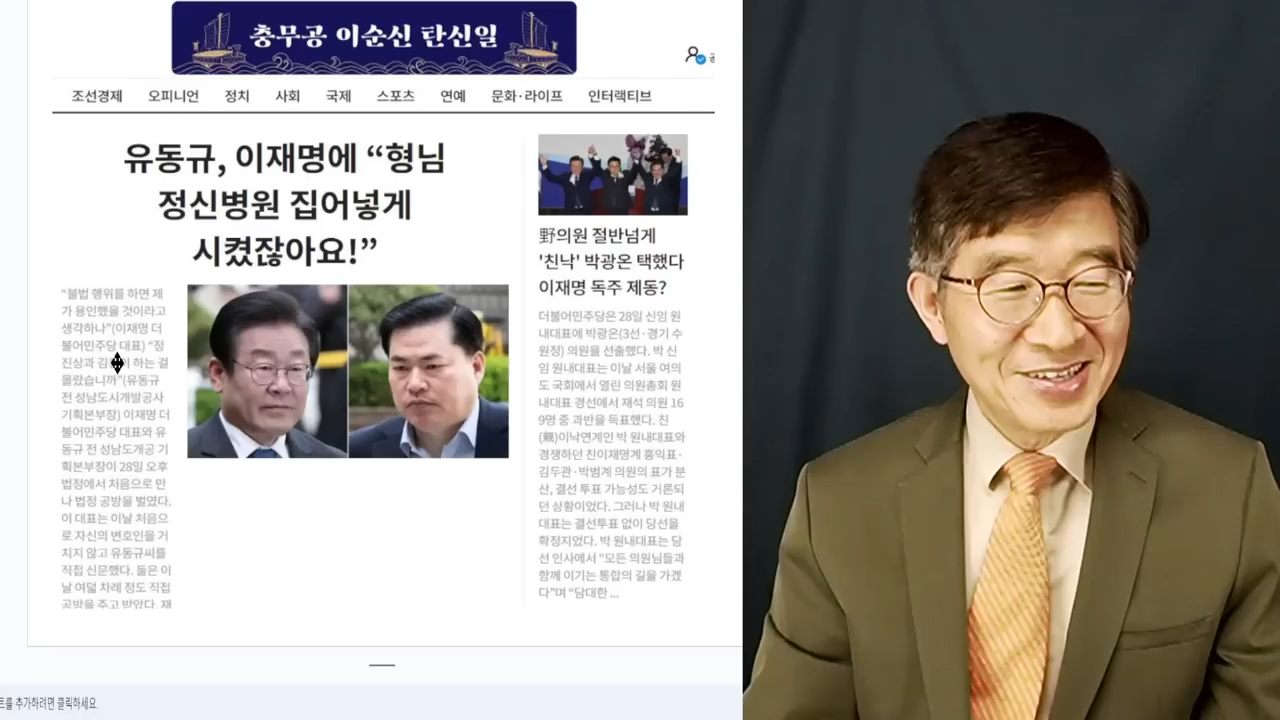 충무공 이순신 탄신일
조선경제 오피니언 정치 사회 국제 스포츠 연예 문화·라이프 인터랙티브
유동규, 이재명에 “형님
정신병원 집어넣게
시켰잖아요!”
“불법 행위를 하면 제
가 용인했을 것이라고
생각하나”(이재명 더
불어민주당 대표) “정
진상과 하는 걸
몰랐습니까”(유동규
전 성남도시개발공사
기획본부장) 이재명 더
불어민주당 대표와 유
동규 전 성남도개공 기
획본부장이 28일 오후
법정에서 처음으로 만
나 법정 공방을 벌였다.
이 대표는 이날 처음으
로 자신의 변호인을 거
치지 않고 유동규씨를
직접 신문했다. 둘은 이
날 여덟 차례 정도 직접
공방을 주고 받았다. 재
野의원 절반넘게
'친낙' 박광온 택했다
이재명 독주 제동?
더불어민주당은 28일 신임 원
내대표에 박광온(3선·경기 수
원정) 의원을 선출했다. 박 신
임 원내대표는 이날 서울 여의
도 국회에서 열린 의원총회 원
내대표 경선에서 재석 의원 16
9명 중 과반을 득표했다. 친
(親)이낙연계인 박 원내대표와
경쟁하던 친이재명계 홍익표·
김두관·박범계 의원의 표가 분
산, 결선 투표 가능성도 거론되
던 상황이었다. 그러나 박 원내
대표는 결선투표 없이 당선을
확정지었다. 박 원내대표는 당
선 인사에서 “모든 의원님들과
함께 이기는 통합의 길을 가겠
다”며 “담대한 ...
트를 추가하려면 클릭하세요.